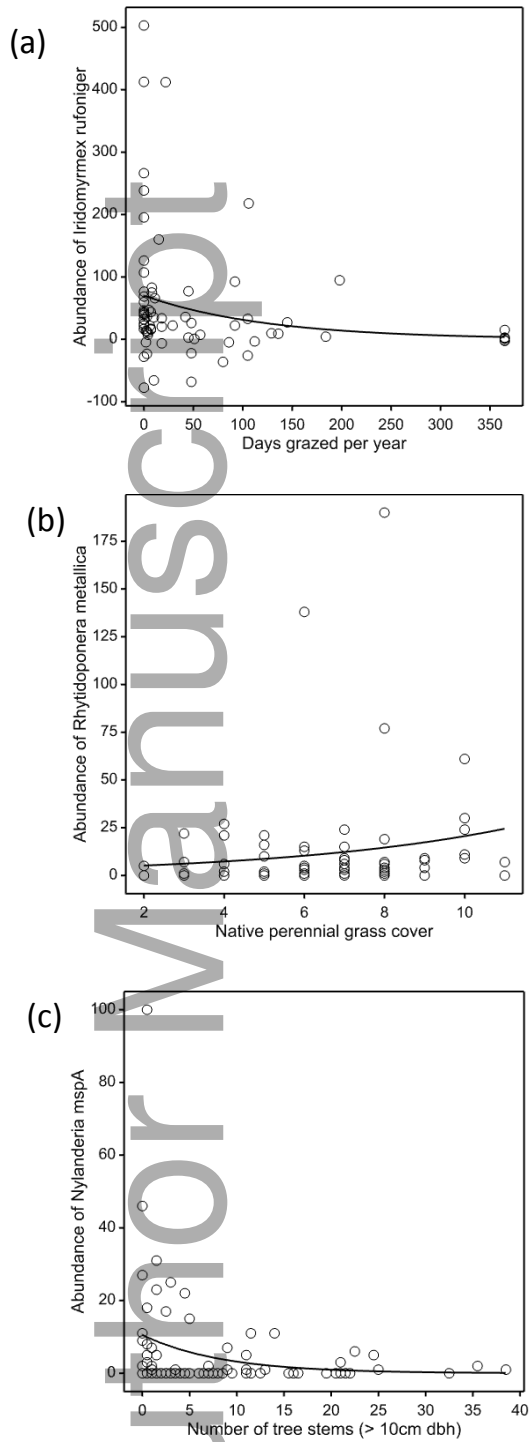 (a)
Abundance of Iridomyrmex rufoniger
500
400
300
200
100
0
-100
0 50 100 150 200 250 300 350
Days grazed per year
(b)
Abundance of Rhytidoponera metallica
175
150
125
100
75
50
25
0
2 4 6 8 10
Native perennial grass cover
(c)
Abundance of Nylanderia mspA
100
80
60
40
20
0
0 5 10 15 20 25 30 35 40
Number of tree stems (> 10cm dbh)
thor Manuscript